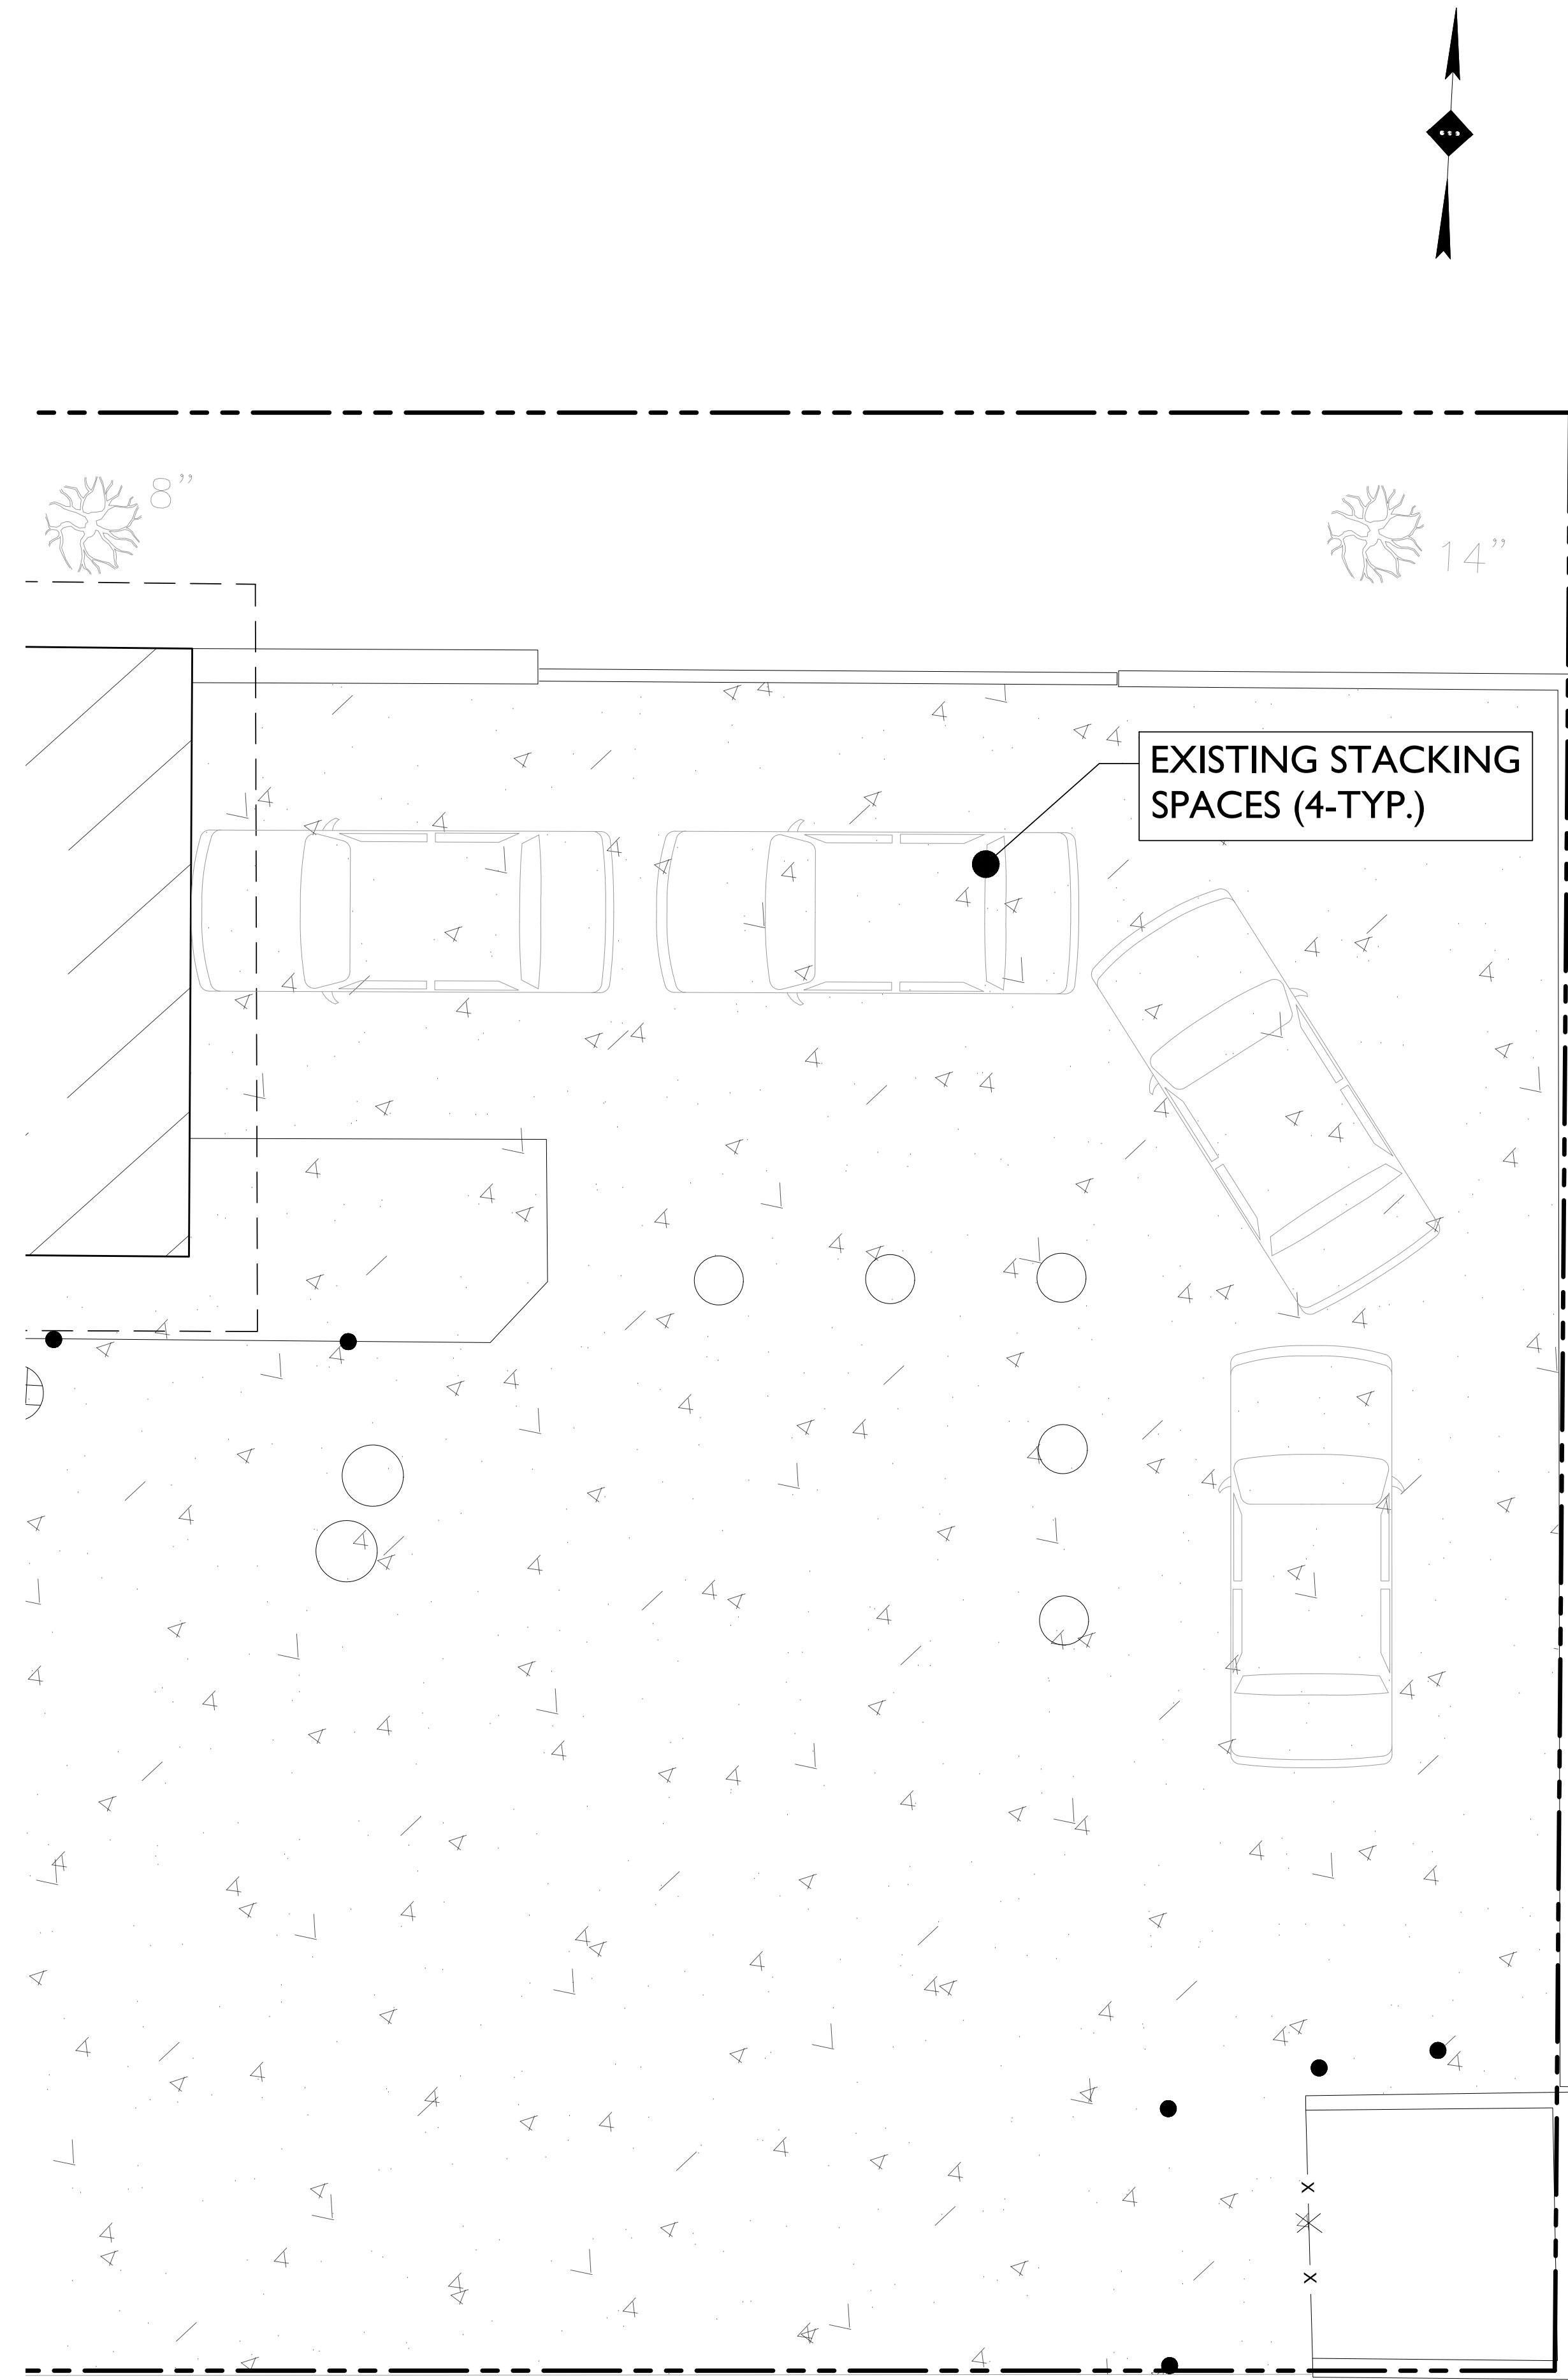 8”
14”
EXISTING STACKING
SPACES (4-TYP.)
X
X